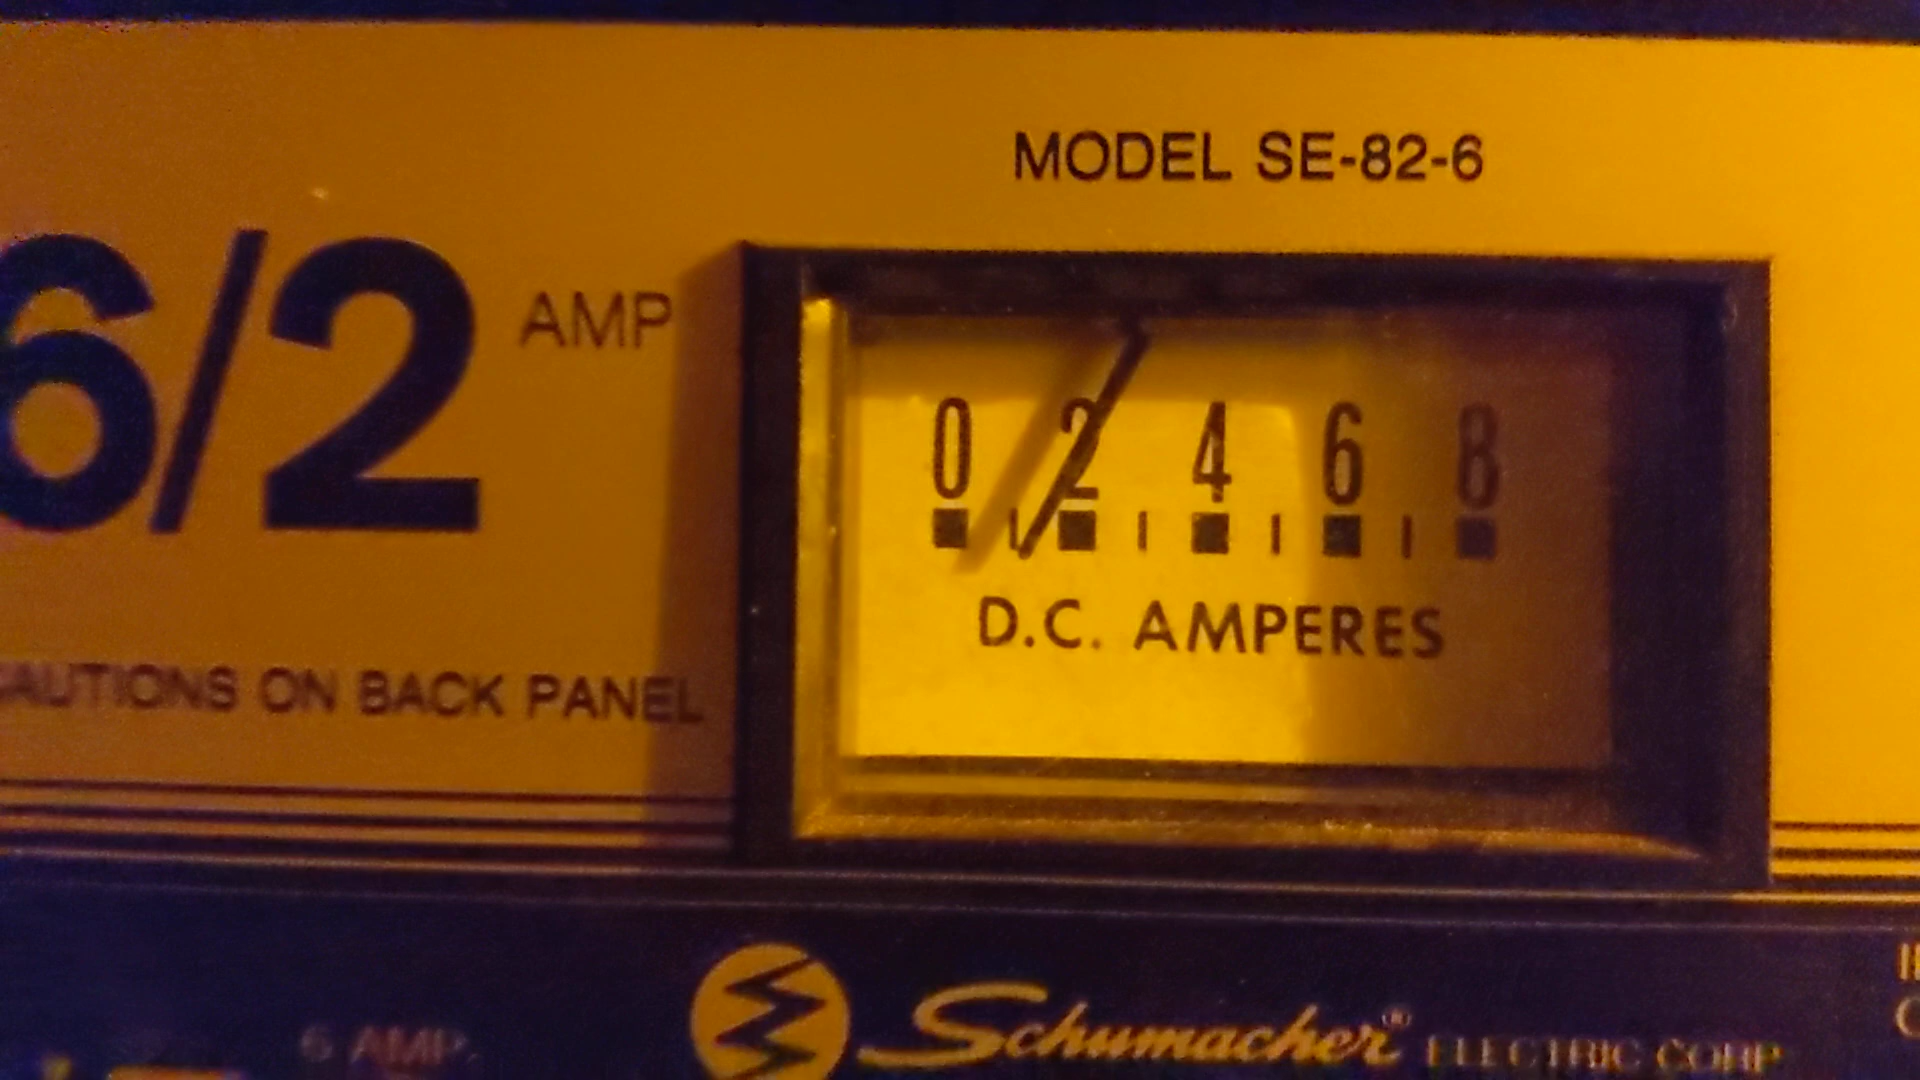 MODEL SE-82-6
6/2 AMP
0 2 4 6 8
D.C. AMPERES
CAUTIONS ON BACK PANEL
Schumacher® ELECTRIC CORP
6 AMP.